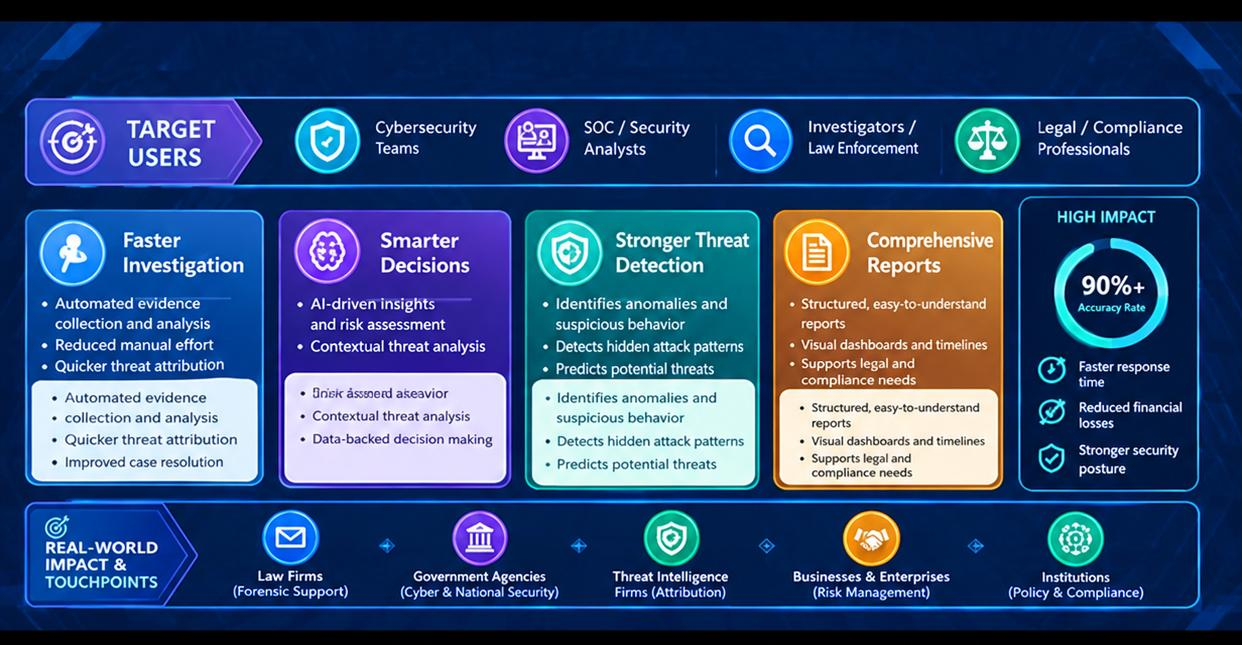 TARGET
USERS
Cybersecurity
Teams
SOC / Security
Analysts
Investigators /
Law Enforcement
Legal / Compliance
Professionals
Faster
Investigation
• Automated evidence
collection and analysis
• Reduced manual effort
• Quicker threat attribution
• Automated evidence
• collection and analysis
• Quicker threat attribution
• Improved case resolution
Smarter
Decisions
• AI-driven insights
and risk assessment
• Contextual threat analysis
• Contextual threat analysis
• Data-backed decision making
Stronger Threat
Detection
• Identifies anomalies and
suspicious behavior
• Detects hidden attack patterns
• Predicts potential threats
• Identifies anomalies and
suspicious behavior
• Detects hidden attack patterns
• Predicts potential threats
Comprehensive
Reports
• Structured, easy-to-understand
reports
• Visual dashboards and timelines
• Supports legal and
compliance needs
• Structured, easy-to-understand
reports
• Visual dashboards and timelines
• Supports legal and
compliance needs
HIGH IMPACT
90%+
Accuracy Rate
Faster response
time
Reduced financial
losses
Stronger security
posture
REAL-WORLD
IMPACT &
TOUCHPOINTS
Law Firms
(Forensic Support)
Government Agencies
(Cyber & National Security)
Threat Intelligence
Firms (Attribution)
Businesses & Enterprises
(Risk Management)
Institutions
(Policy & Compliance)